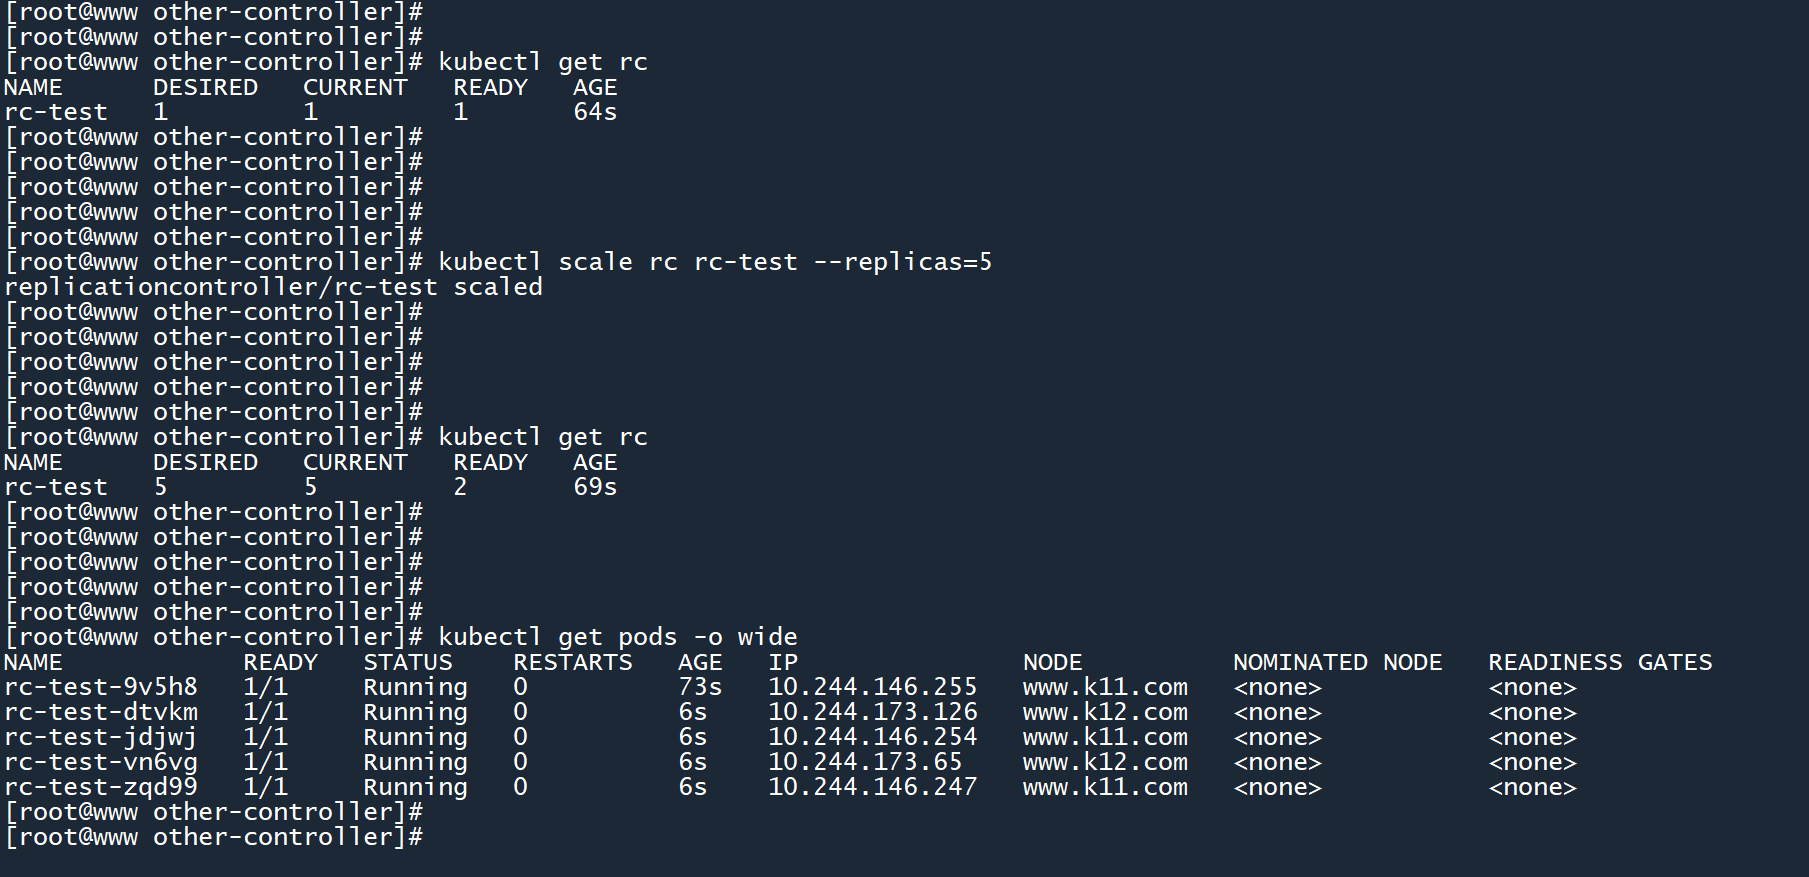 [root@www other-controller]#
[root@www other-controller]#
[root@www other-controller]# kubectl get rc
NAME      DESIRED   CURRENT   READY   AGE
rc-test   1         1         1       64s
[root@www other-controller]#
[root@www other-controller]#
[root@www other-controller]#
[root@www other-controller]#
[root@www other-controller]#
[root@www other-controller]# kubectl scale rc rc-test --replicas=5
replicationcontroller/rc-test scaled
[root@www other-controller]#
[root@www other-controller]#
[root@www other-controller]#
[root@www other-controller]#
[root@www other-controller]#
[root@www other-controller]# kubectl get rc
NAME      DESIRED   CURRENT   READY   AGE
rc-test   5         5         2       69s
[root@www other-controller]#
[root@www other-controller]#
[root@www other-controller]#
[root@www other-controller]#
[root@www other-controller]#
[root@www other-controller]# kubectl get pods -o wide
NAME            READY   STATUS    RESTARTS   AGE   IP               NODE          NOMINATED NODE   READINESS GATES
rc-test-9v5h8   1/1     Running   0          73s   10.244.146.255   www.k11.com   <none>           <none>
rc-test-dtvkm   1/1     Running   0          6s    10.244.173.126   www.k12.com   <none>           <none>
rc-test-jdjwj   1/1     Running   0          6s    10.244.146.254   www.k11.com   <none>           <none>
rc-test-vn6vg   1/1     Running   0          6s    10.244.173.65    www.k12.com   <none>           <none>
rc-test-zqd99   1/1     Running   0          6s    10.244.146.247   www.k11.com   <none>           <none>
[root@www other-controller]#
[root@www other-controller]#